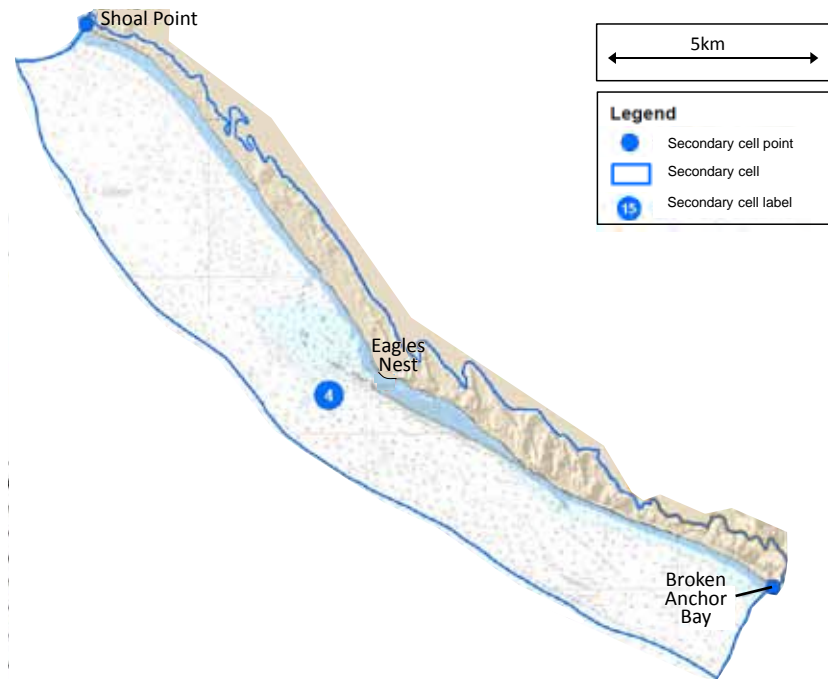 Shoal Point
5km
Legend
Secondary cell point
Secondary cell
15
Secondary cell label
Eagles
Nest
4
Broken
Anchor
Bay